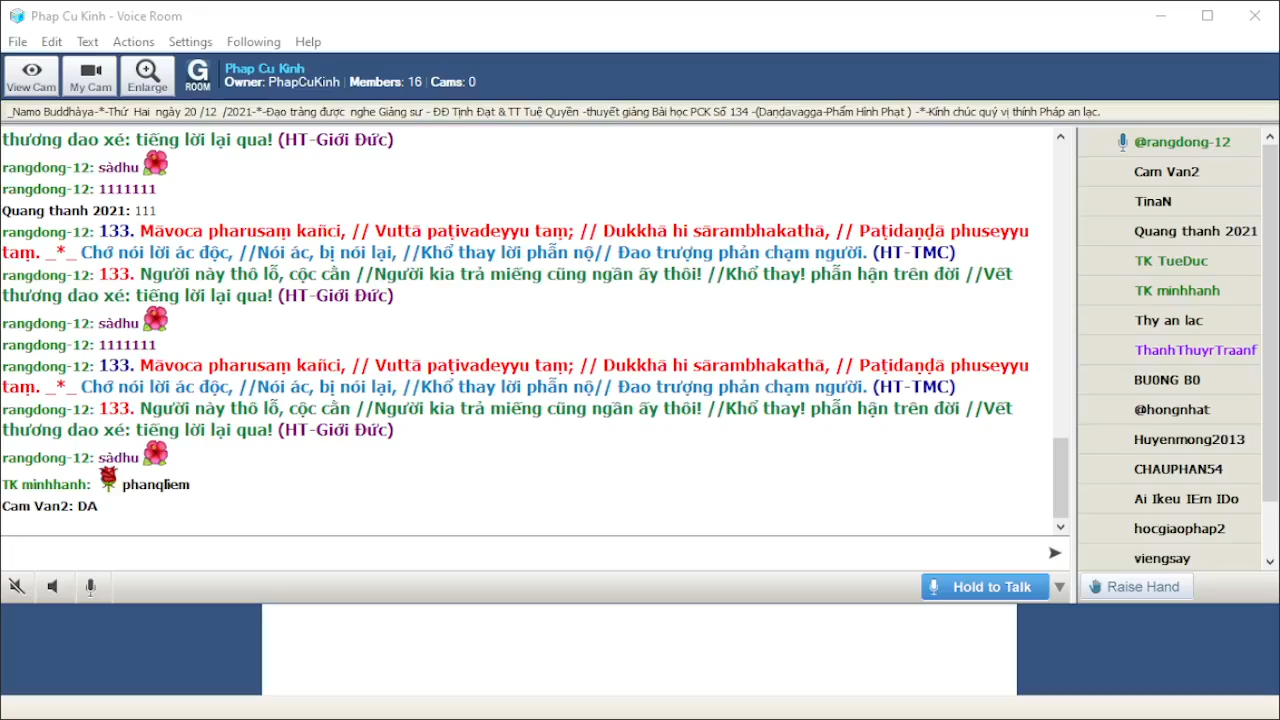 Phap Cu Kinh - Voice Room
File Edit Text Actions Settings Following Help
View Cam My Cam Enlarge G ROOM
Phap Cu Kinh
Owner: PhapCuKinh | Members: 16 | Cams: 0
_Namo Buddhàya-*-Thứ Hai ngày 20 /12 /2021-*-Đạo tràng được nghe Giảng sư - ĐĐ Tịnh Đạt & TT Tuệ Quyền -thuyết giảng Bài học PCK Số 134 -(Daṇḍavagga-Phẩm Hình Phạt ) -*-Kính chúc quý vị thính Pháp an lạc.
thương dao xé: tiếng lời lại qua! (HT-Giới Đức)
rangdong-12: sàdhu
rangdong-12: 1111111
Quang thanh 2021: 111
rangdong-12: 133. Māvoca pharusaṃ kañci, // Vuttā paṭivadeyyu taṃ; // Dukkhā hi sārambhakathā, // Paṭidaṇḍā phuseyyu
taṃ. _*_ Chớ nói lời ác độc, //Nói ác, bị nói lại, //Khổ thay lời phẫn nộ// Đao trượng phản chạm người. (HT-TMC)
rangdong-12: 133. Người này thô lỗ, cộc cằn //Người kia trả miếng cũng ngần ấy thôi! //Khổ thay! phẫn hận trên đời //Vết
thương dao xé: tiếng lời lại qua! (HT-Giới Đức)
rangdong-12: sàdhu
rangdong-12: 1111111
rangdong-12: 133. Māvoca pharusaṃ kañci, // Vuttā paṭivadeyyu taṃ; // Dukkhā hi sārambhakathā, // Paṭidaṇḍā phuseyyu
taṃ. _*_ Chớ nói lời ác độc, //Nói ác, bị nói lại, //Khổ thay lời phẫn nộ// Đao trượng phản chạm người. (HT-TMC)
rangdong-12: 133. Người này thô lỗ, cộc cằn //Người kia trả miếng cũng ngần ấy thôi! //Khổ thay! phẫn hận trên đời //Vết
thương dao xé: tiếng lời lại qua! (HT-Giới Đức)
rangdong-12: sàdhu
TK minhhanh: phanqliem
Cam Van2: DA
Hold to Talk
@rangdong-12
Cam Van2
TinaN
Quang thanh 2021
TK TueDuc
TK minhhanh
Thy an lac
ThanhThuyrTraanf
BU0NG B0
@hongnhat
Huyenmong2013
CHAUPHAN54
Ai Ikeu IEm IDo
hocgiaophap2
viengsay
Raise Hand